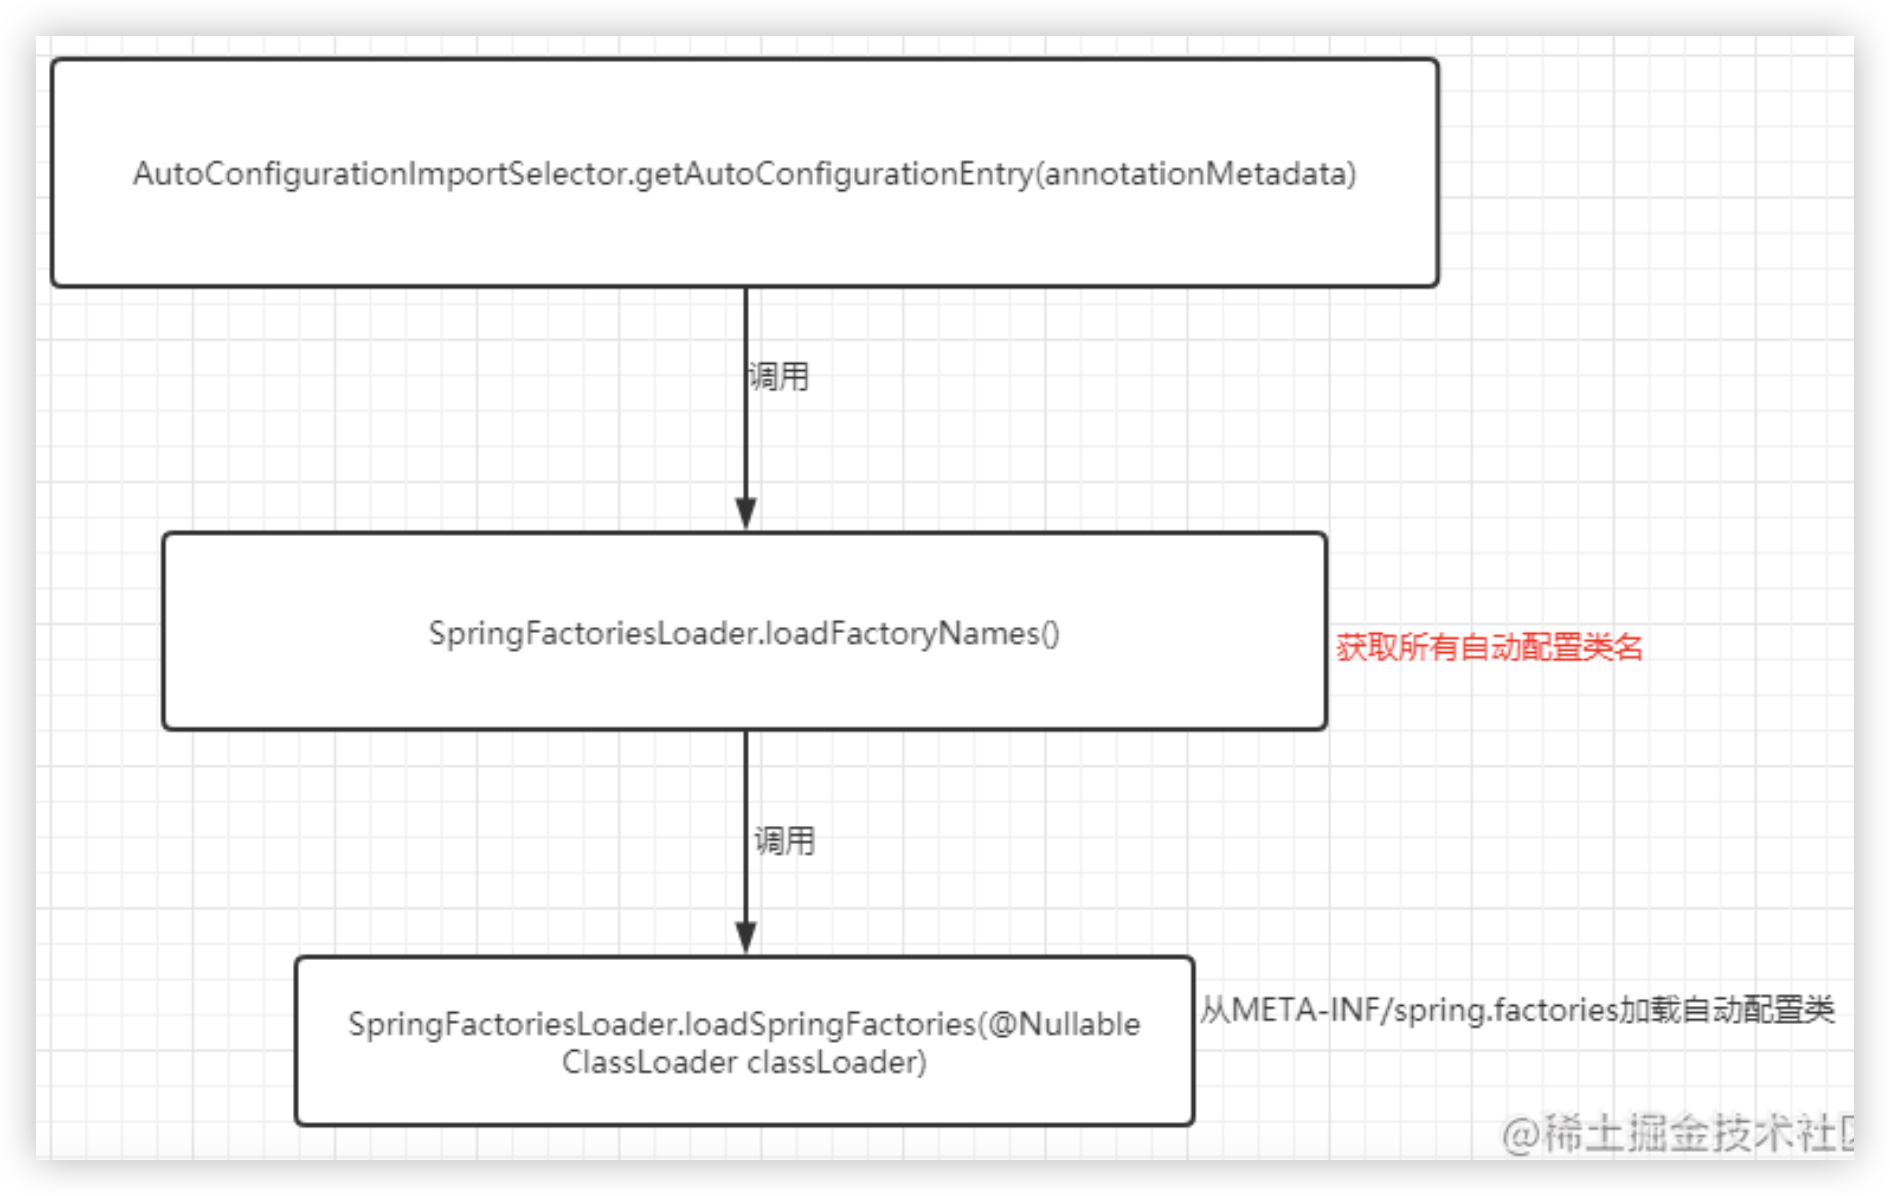 AutoConfigurationImportSelector.getAutoConfigurationEntry(annotationMetadata)
调用
SpringFactoriesLoader.loadFactoryNames()
获取所有自动配置类名
调用
SpringFactoriesLoader.loadSpringFactories(@Nullable
ClassLoader classLoader)
从META-INF/spring.factories加载自动配置类
@稀土掘金技术社区